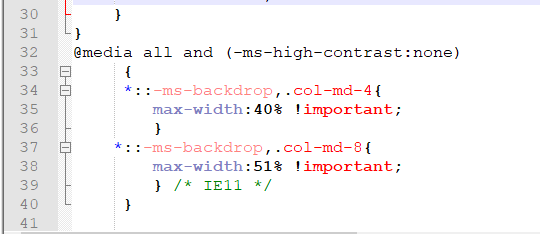 30 }
31 }
32 @media all and (-ms-high-contrast:none)
33 {
34 *::-ms-backdrop,.col-md-4{
35 max-width:40% !important;
36 }
37 *::-ms-backdrop,.col-md-8{
38 max-width:51% !important;
39 } /* IE11 */
40 }
41